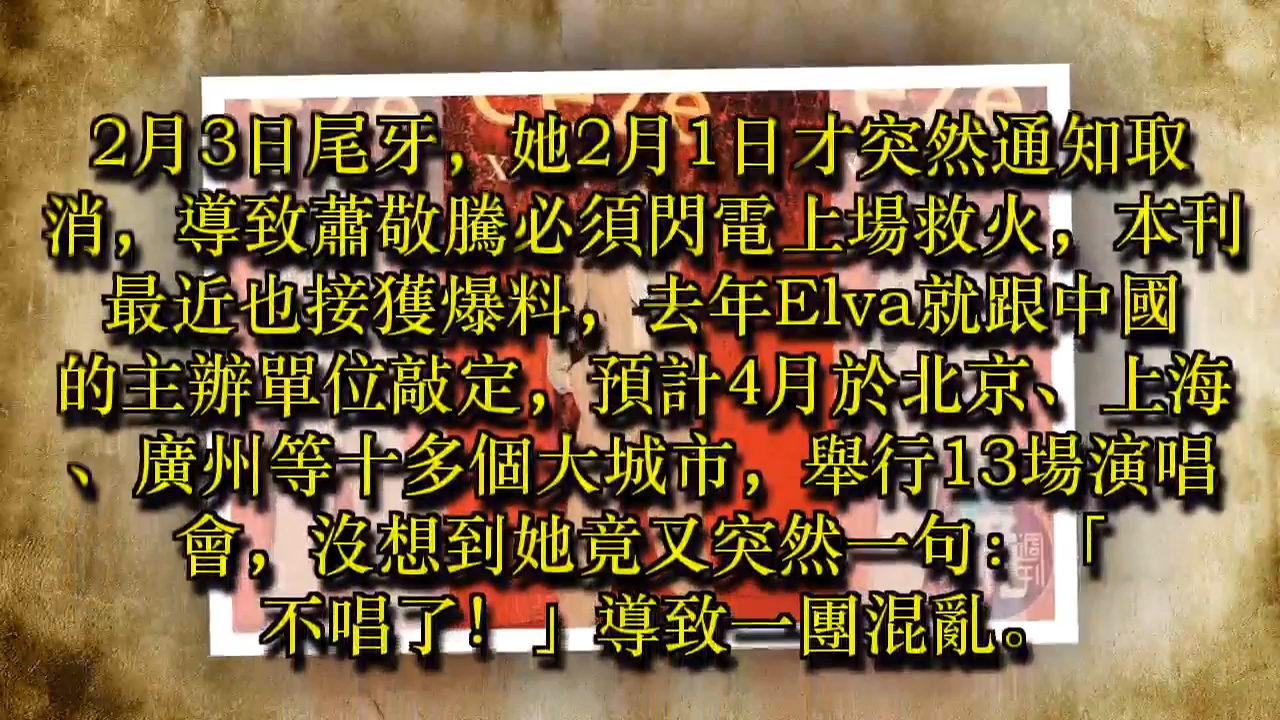 2月3日尾牙，她2月1日才突然通知取
消，導致蕭敬騰必須閃電上場救火，本刊
最近也接獲爆料，去年Elva就跟中國
的主辦單位敲定，預計4月於北京、上海
、廣州等十多個大城市，舉行13場演唱
會，沒想到她竟又突然一句：「
不唱了！」導致一團混亂。
週刊